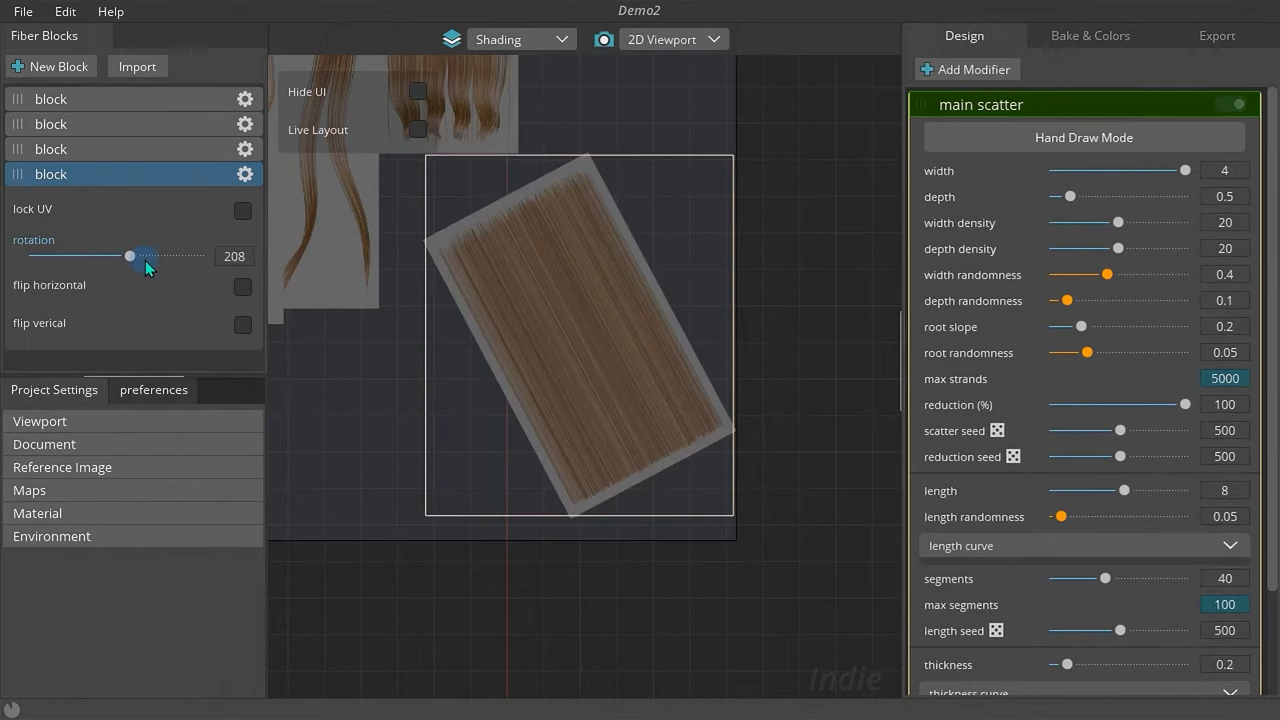 File Edit Help
Demo2
Fiber Blocks
Shading
2D Viewport
Design
Bake & Colors
Export
New Block
Import
Add Modifier
block
block
block
block
Hide UI
Live Layout
main scatter
Hand Draw Mode
width 4
depth 0.5
width density 20
depth density 20
width randomness 0.4
depth randomness 0.1
root slope 0.2
root randomness 0.05
max strands 5000
reduction (%) 100
scatter seed 500
reduction seed 500
length 8
length randomness 0.05
length curve
segments 40
max segments 100
length seed 500
thickness 0.2
thickness curve
lock UV
rotation
208
flip horizontal
flip verical
Project Settings
preferences
Viewport
Document
Reference Image
Maps
Material
Environment
Indie